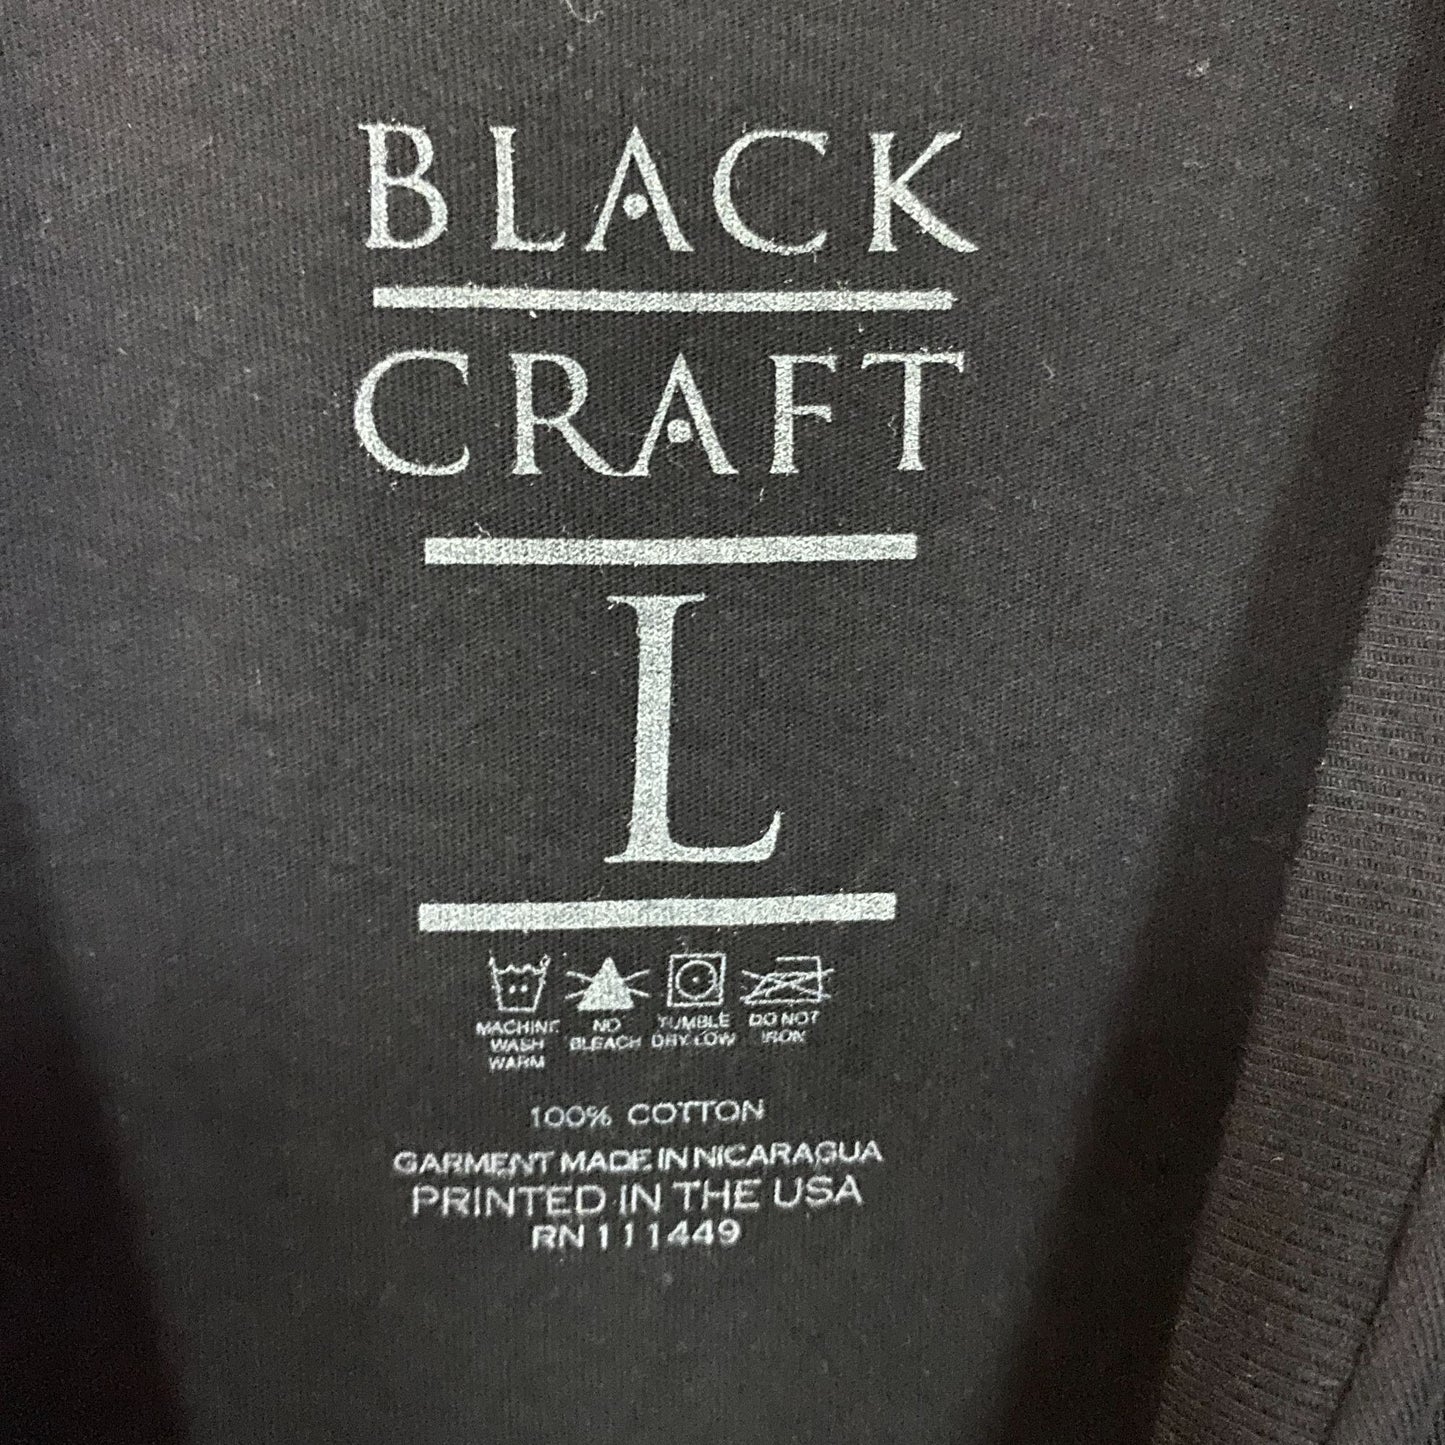 BLACK
CRAFT
L
MACHINE WASH WARM
NO BLEACH
TUMBLE DRY LOW
DO NOT IRON
100% COTTON
GARMENT MADE IN NICARAGUA
PRINTED IN THE USA
RN 111449